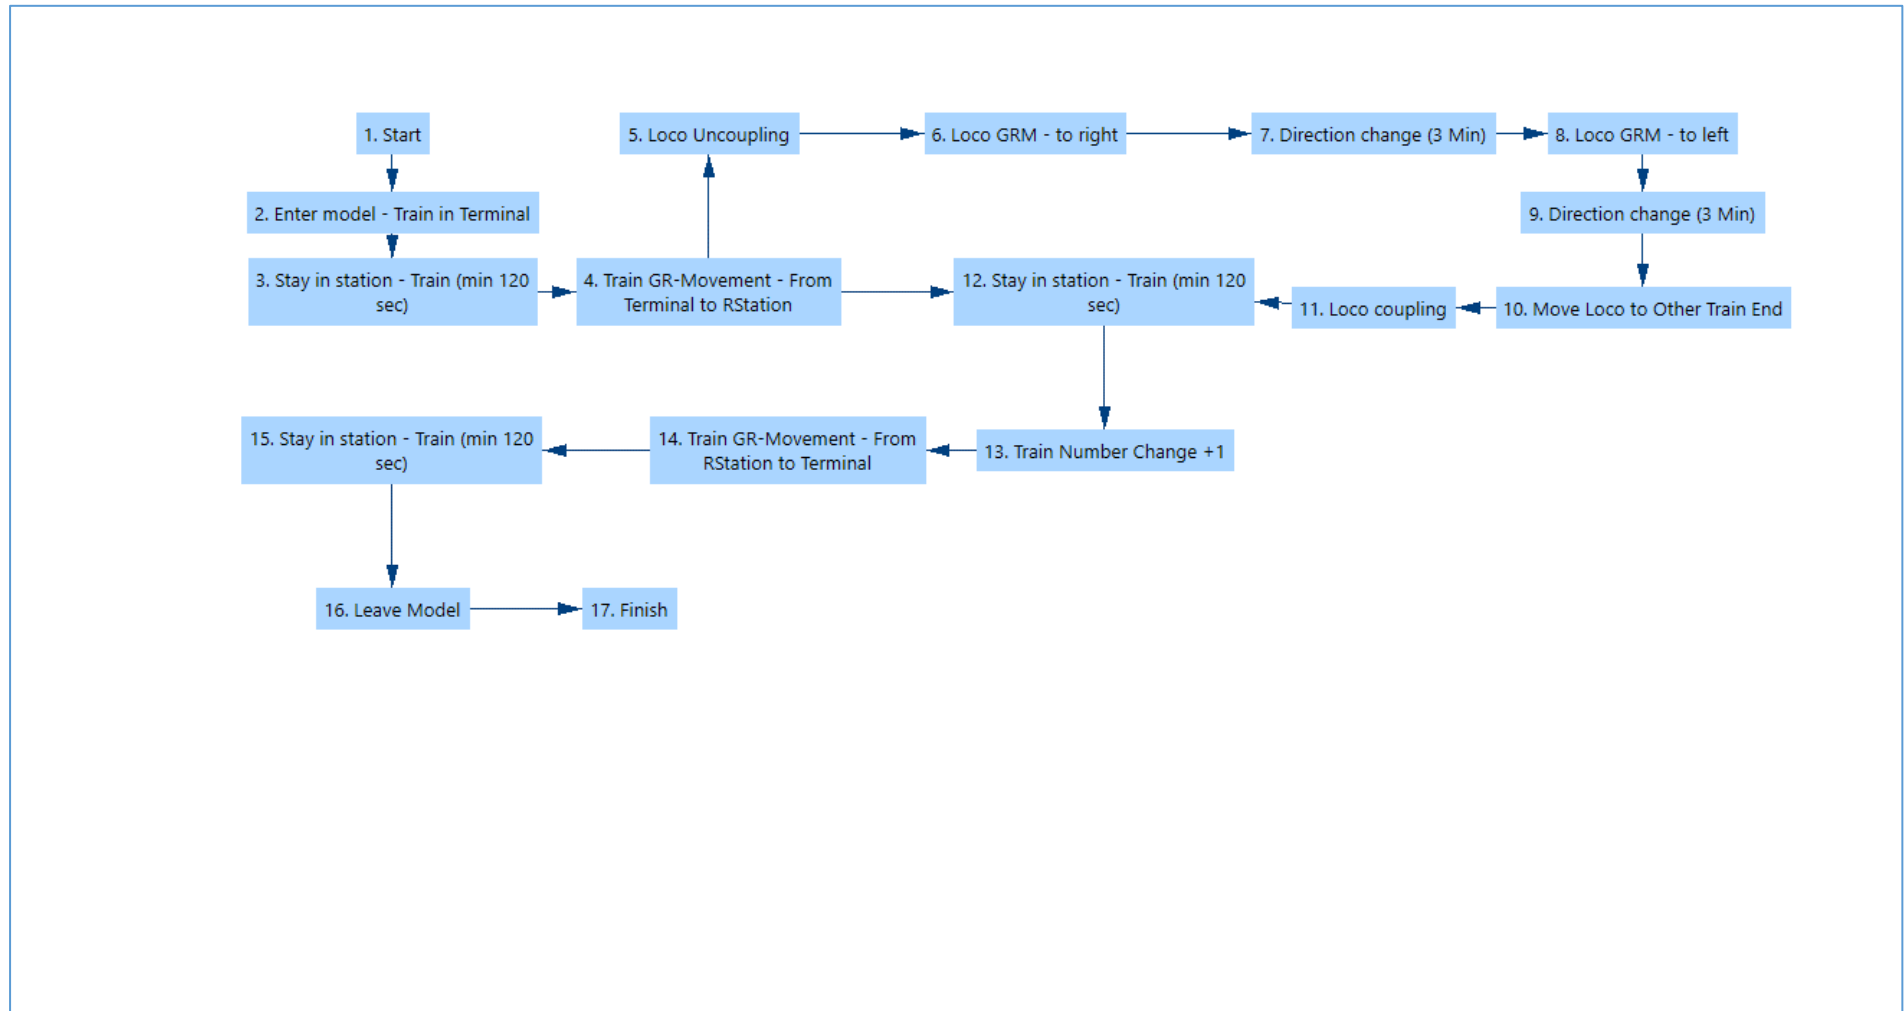 1. Start
2. Enter model - Train in Terminal
3. Stay in station - Train (min 120
sec)
4. Train GR-Movement - From
Terminal to RStation
5. Loco Uncoupling
6. Loco GRM - to right
7. Direction change (3 Min)
8. Loco GRM - to left
9. Direction change (3 Min)
10. Move Loco to Other Train End
11. Loco coupling
12. Stay in station - Train (min 120
sec)
13. Train Number Change +1
14. Train GR-Movement - From
RStation to Terminal
15. Stay in station - Train (min 120
sec)
16. Leave Model
17. Finish